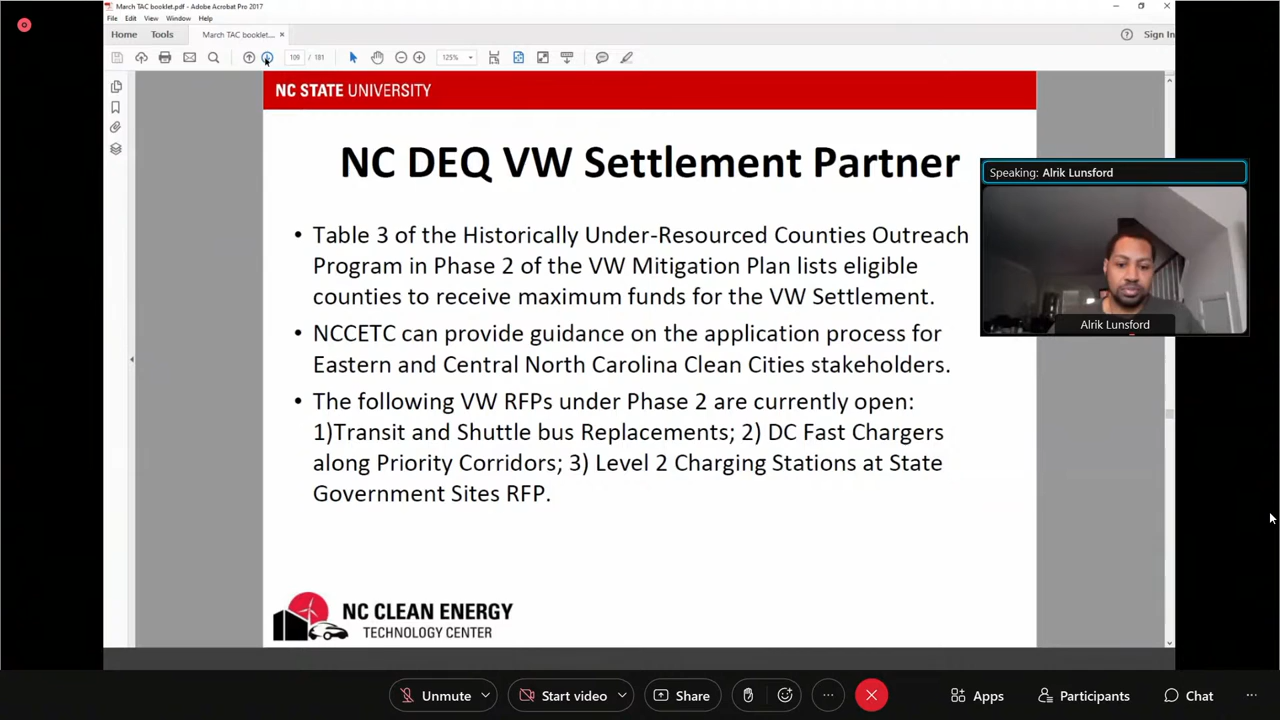 March TAC booklet.pdf - Adobe Acrobat Pro 2017
File Edit View Window Help
Home Tools March TAC booklet.... × Sign In
109 / 181 125%
NC STATE UNIVERSITY
NC DEQ VW Settlement Partner
Speaking: Alrik Lunsford
Alrik Lunsford
• Table 3 of the Historically Under-Resourced Counties Outreach
Program in Phase 2 of the VW Mitigation Plan lists eligible
counties to receive maximum funds for the VW Settlement.
• NCCETC can provide guidance on the application process for
Eastern and Central North Carolina Clean Cities stakeholders.
• The following VW RFPs under Phase 2 are currently open:
1)Transit and Shuttle bus Replacements; 2) DC Fast Chargers
along Priority Corridors; 3) Level 2 Charging Stations at State
Government Sites RFP.
NC CLEAN ENERGY
TECHNOLOGY CENTER
Unmute Start video Share Apps Participants Chat